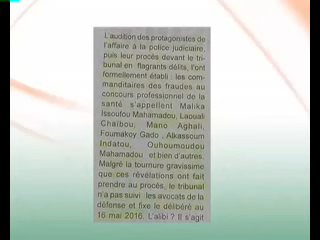 L'audition des protagonistes de
l'affaire à la police judiciaire,
puis leur procès devant le tri-
bunal en flagrants délits, l'ont
formellement établi : les com-
manditaires des fraudes au
concours professionnel de la
santé s'appellent Malika
Issoufou Mahamadou, Laouali
Chaïbou, Mano Aghali,
Foumakoy Gado , Alkassoum
Indatou, Ouhoumoudou
Mahamadou et bien d'autres.
Malgré la tournure gravissime
que ces révélations ont fait
prendre au procès, le tribunal
n'a pas suivi les avocats de la
défense et fixe le délibéré au
16 mai 2016. L'alibi ? Il s'agit